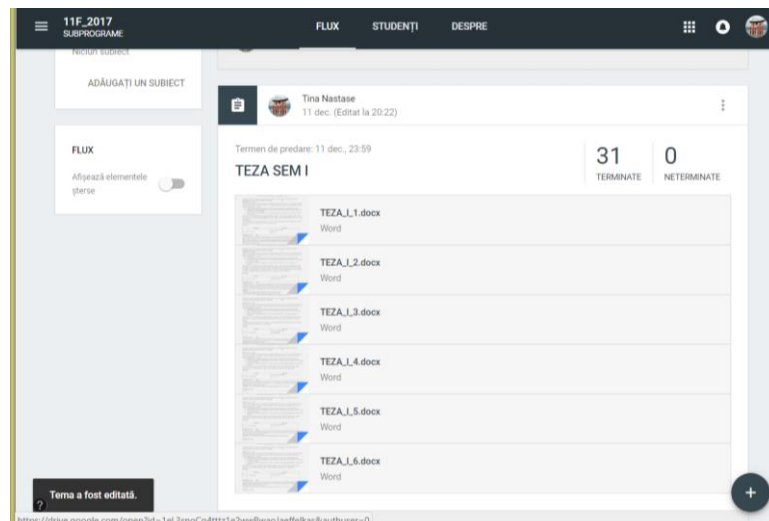 11F_2017
SUBPROGRAME
FLUX STUDENȚI DESPRE
Niciun subiect
ADĂUGAȚI UN SUBIECT
FLUX
Afișează elementele
șterse
Tina Nastase
11 dec. (Editat la 20:22)
Termen de predare: 11 dec., 23:59
TEZA SEM I
31
TERMINATE
0
NETERMINATE
TEZA_I_1.docx
Word
TEZA_I_2.docx
Word
TEZA_I_3.docx
Word
TEZA_I_4.docx
Word
TEZA_I_5.docx
Word
TEZA_I_6.docx
Word
Tema a fost editată.
?